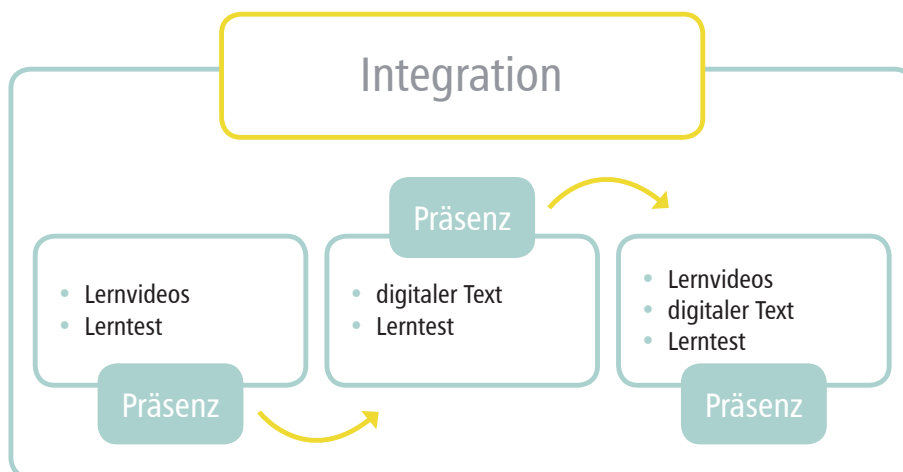 Integration
Lernvideos
Lerntest
Präsenz
Präsenz
digitaler Text
Lerntest
Lernvideos
digitaler Text
Lerntest
Präsenz